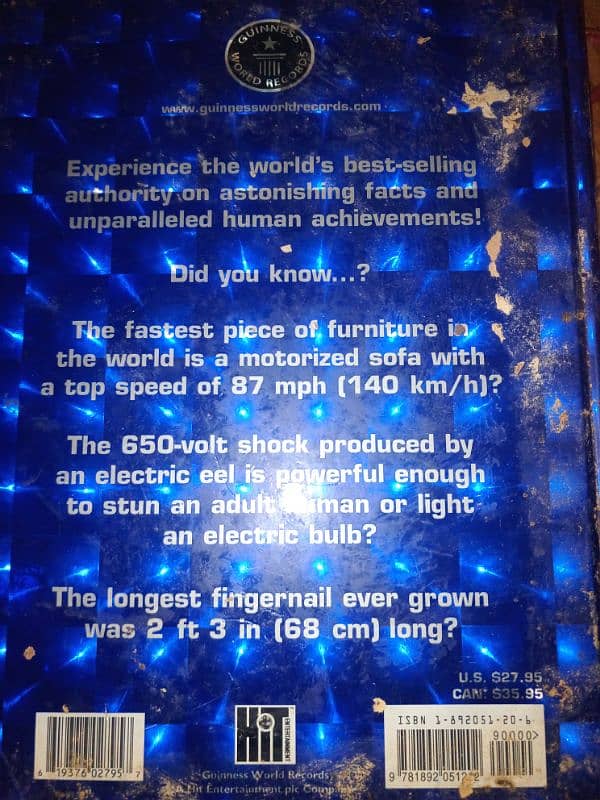 GUINNESS
WORLD RECORDS
www.guinnessworldrecords.com
Experience the world's best-selling
authority on astonishing facts and
unparalleled human achievements!
Did you know...?
The fastest piece of furniture in
the world is a motorized sofa with
a top speed of 87 mph (140 km/h)?
The 650-volt shock produced by
an electric eel is powerful enough
to stun an adult human or light
an electric bulb?
The longest fingernail ever grown
was 2 ft 3 in (68 cm) long?
U.S. $27.95
CAN: $35.95
ISBN 1-892051-20-6
90000>
HiT
ENTERTAINMENT
6 19376 02795 7
Guinness World Records
A Hit Entertainment plc Company